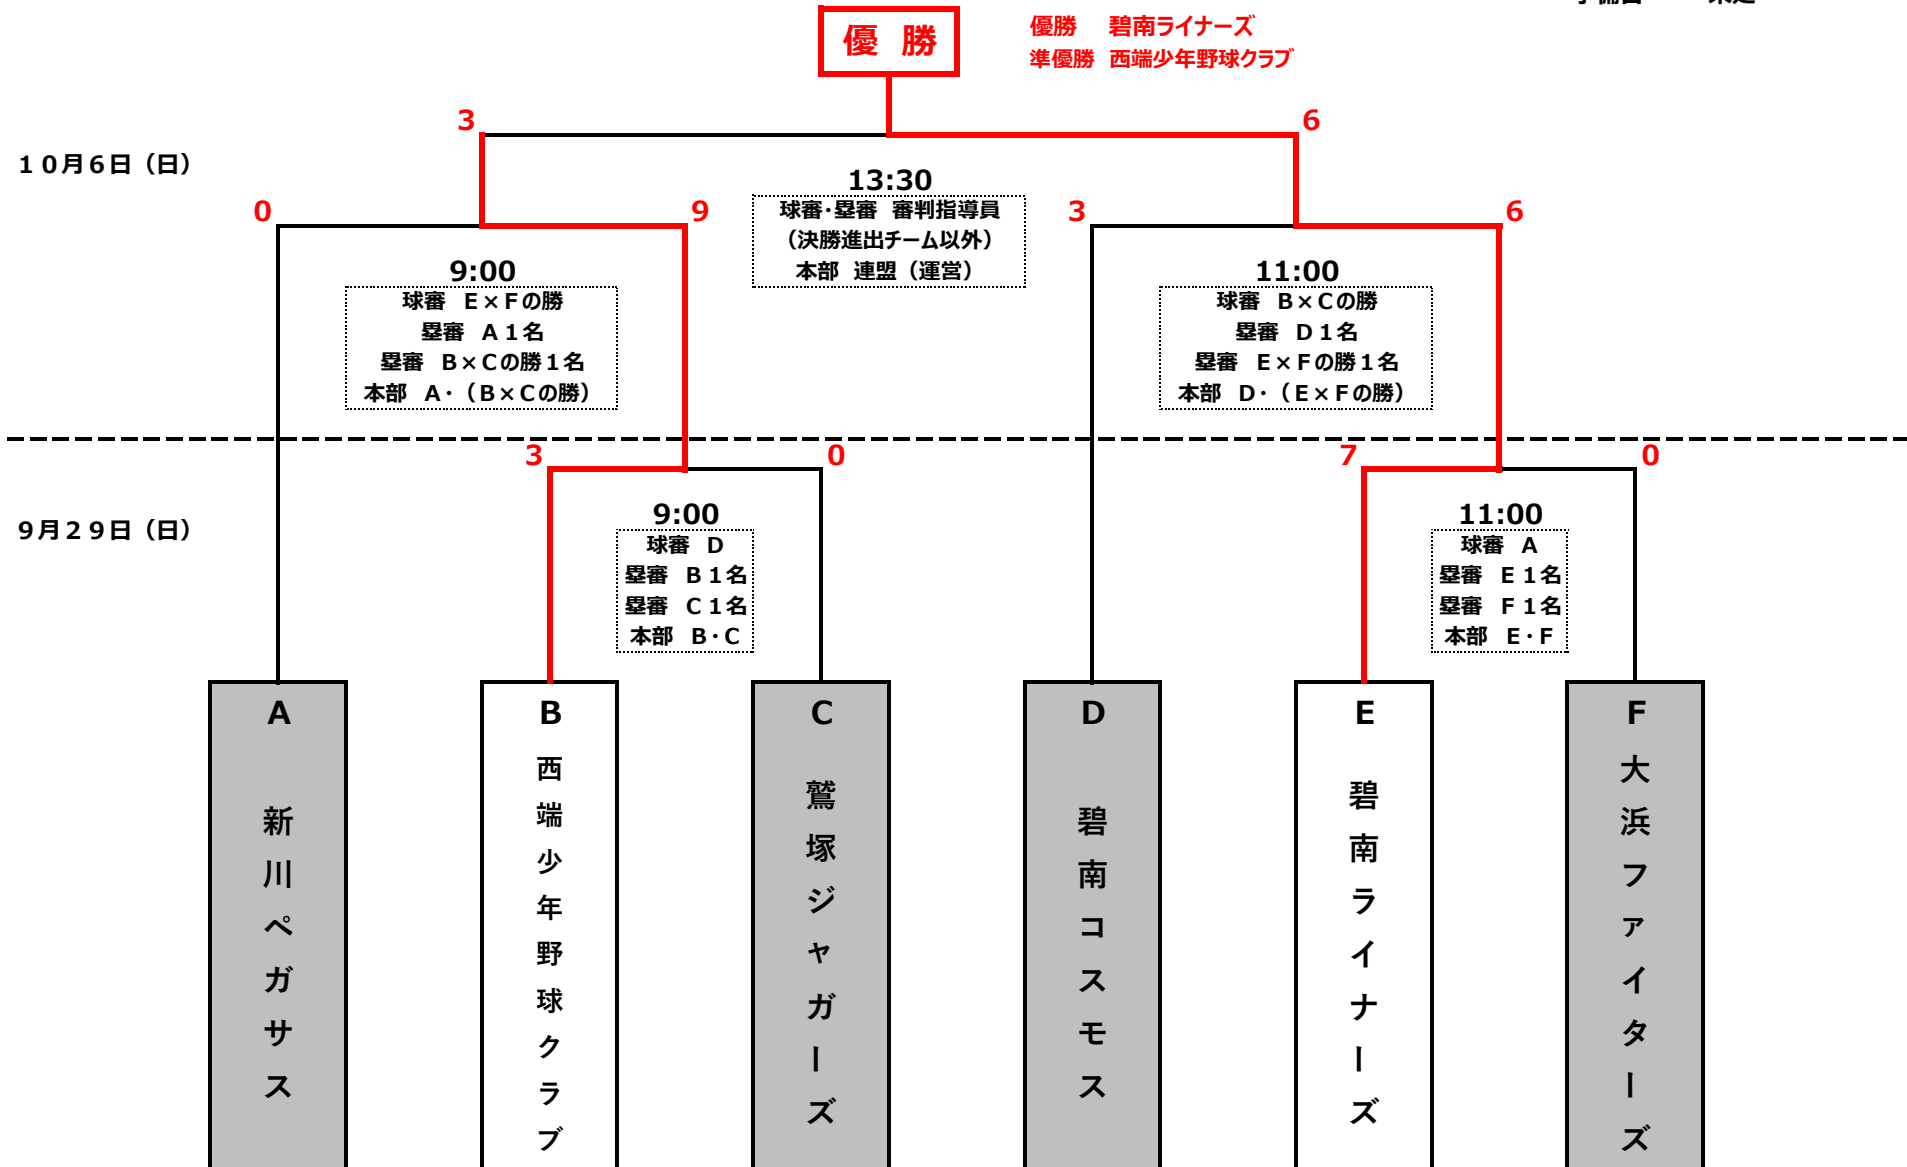 優勝
優勝　碧南ライナーズ
準優勝　西端少年野球クラブ
3
6
１０月６日（日）
13:30
球審・塁審　審判指導員
（決勝進出チーム以外）
本部　連盟（運営）
0
9
3
6
9:00
球審　Ｅ×Ｆの勝
塁審　Ａ１名
塁審　Ｂ×Ｃの勝１名
本部　Ａ・（Ｂ×Ｃの勝）
11:00
球審　Ｂ×Ｃの勝
塁審　Ｄ１名
塁審　Ｅ×Ｆの勝１名
本部　Ｄ・（Ｅ×Ｆの勝）
3
0
7
0
９月２９日（日）
9:00
球審　Ｄ
塁審　Ｂ１名
塁審　Ｃ１名
本部　Ｂ・Ｃ
11:00
球審　Ａ
塁審　Ｅ１名
塁審　Ｆ１名
本部　Ｅ・Ｆ
A
新川ペガサス
B
西端少年野球クラブ
C
鷲塚ジャガーズ
D
碧南コスモス
E
碧南ライナーズ
F
大浜ファイターズ